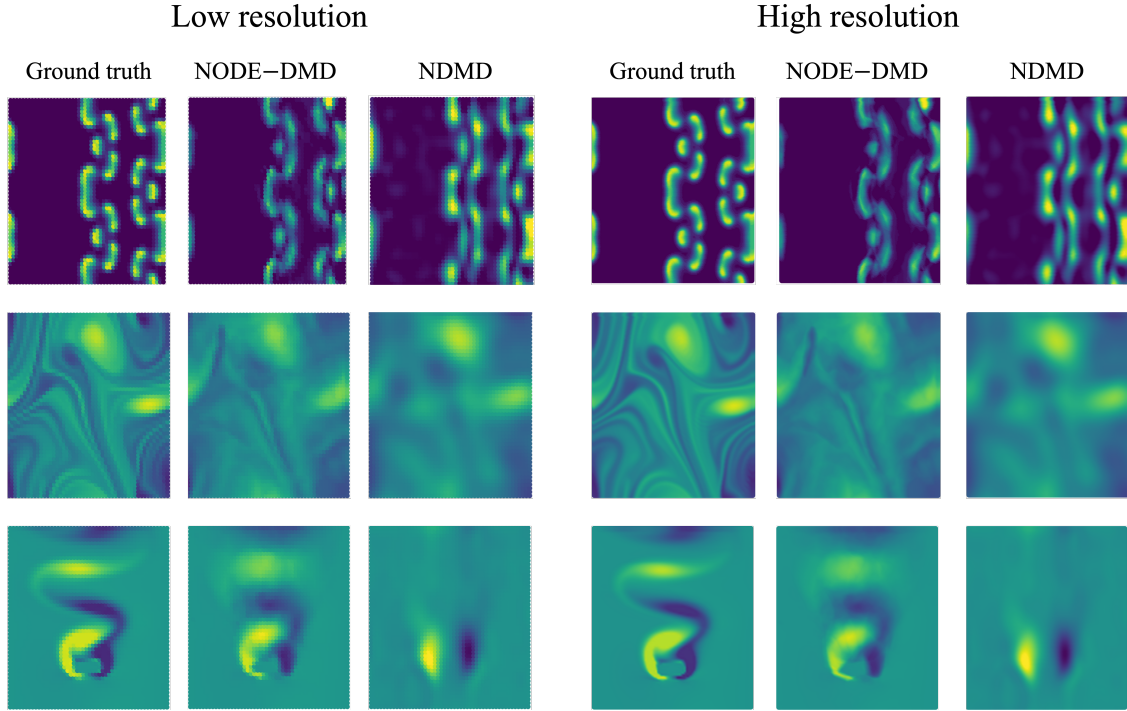 Low resolution
High resolution
Ground truth
NODE−DMD
NDMD
Ground truth
NODE−DMD
NDMD